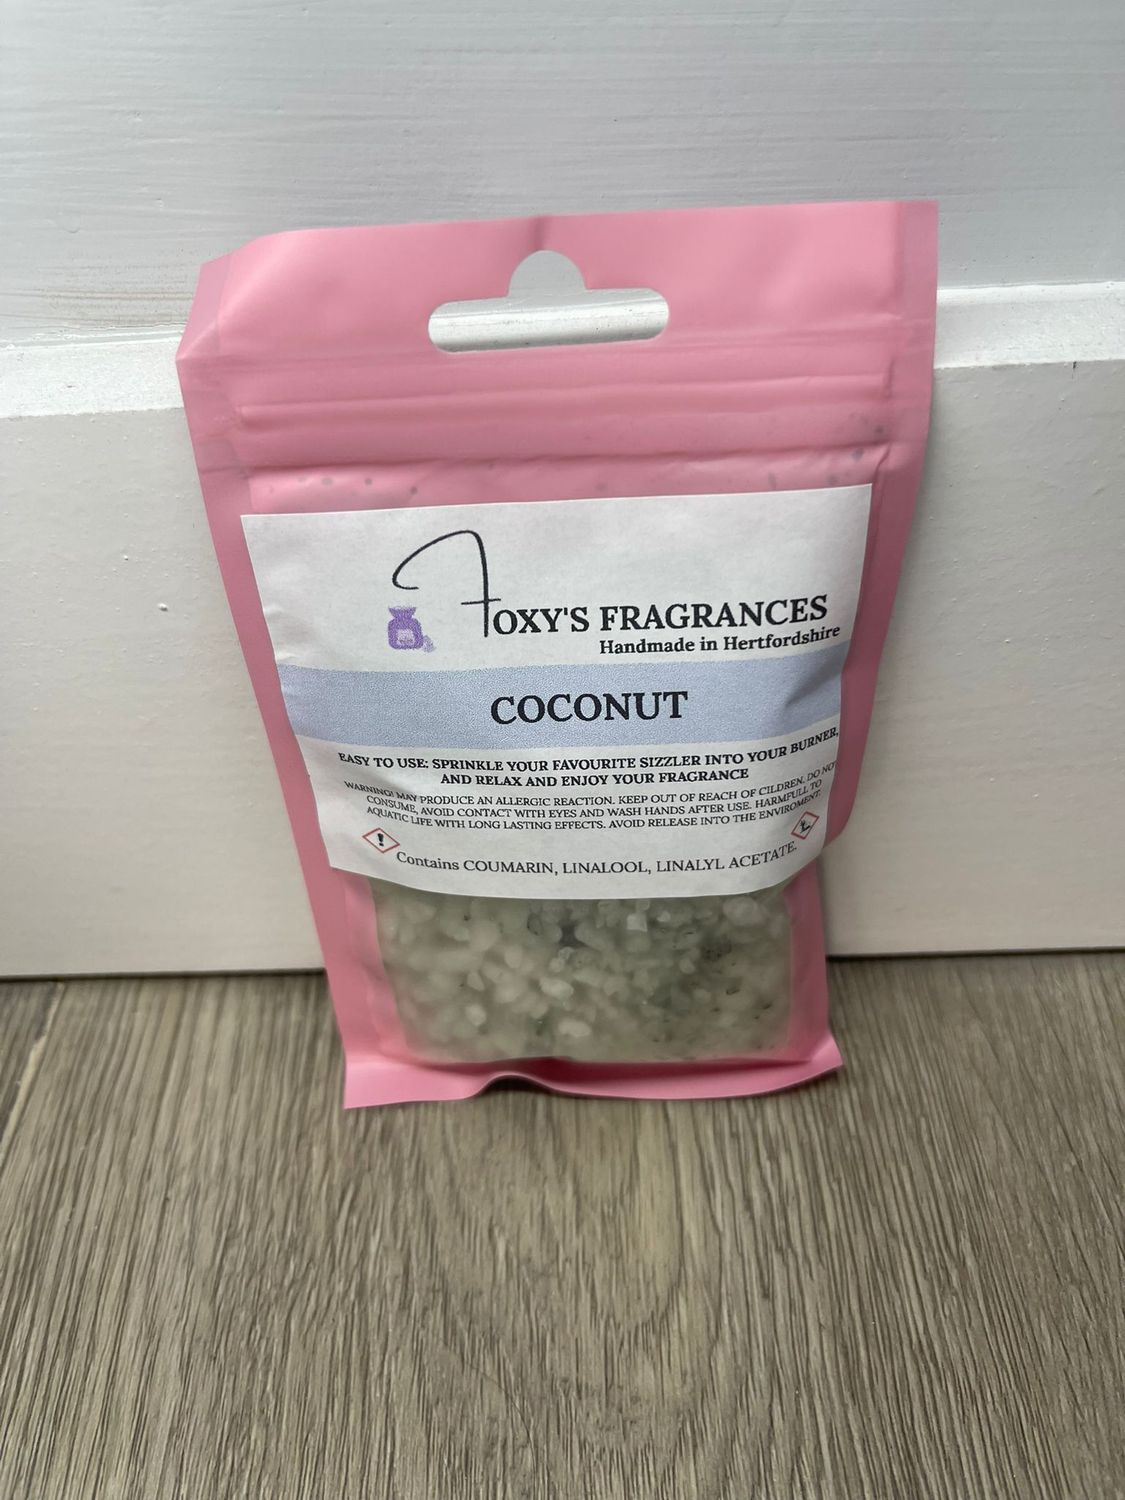 FOXY'S FRAGRANCES
Handmade in Hertfordshire
COCONUT
EASY TO USE: SPRINKLE YOUR FAVOURITE SIZZLER INTO YOUR BURNER,
AND RELAX AND ENJOY YOUR FRAGRANCE
WARNING! MAY PRODUCE AN ALLERGIC REACTION. KEEP OUT OF REACH OF CILDREN. DO NOT
CONSUME, AVOID CONTACT WITH EYES AND WASH HANDS AFTER USE. HARMFULL TO
AQUATIC LIFE WITH LONG LASTING EFFECTS. AVOID RELEASE INTO THE ENVIROMENT.
Contains COUMARIN, LINALOOL, LINALYL ACETATE.